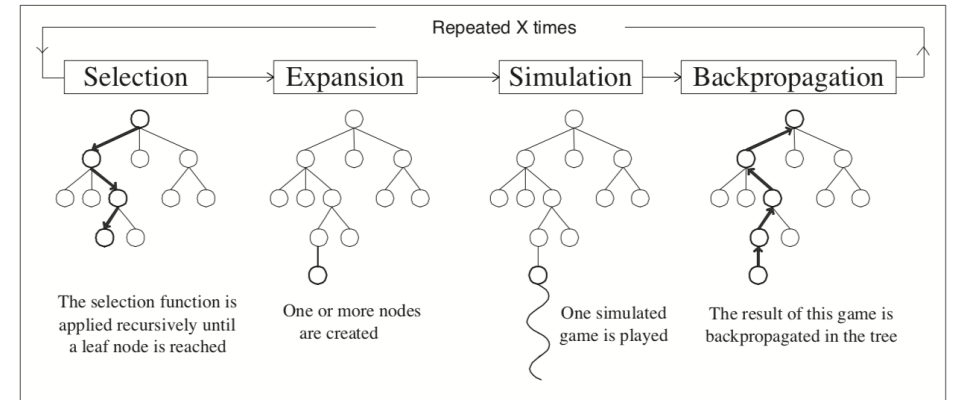 Repeated X times
Selection
Expansion
Simulation
Backpropagation
The selection function is
applied recursively until
a leaf node is reached
One or more nodes
are created
One simulated
game is played
The result of this game is
backpropagated in the tree